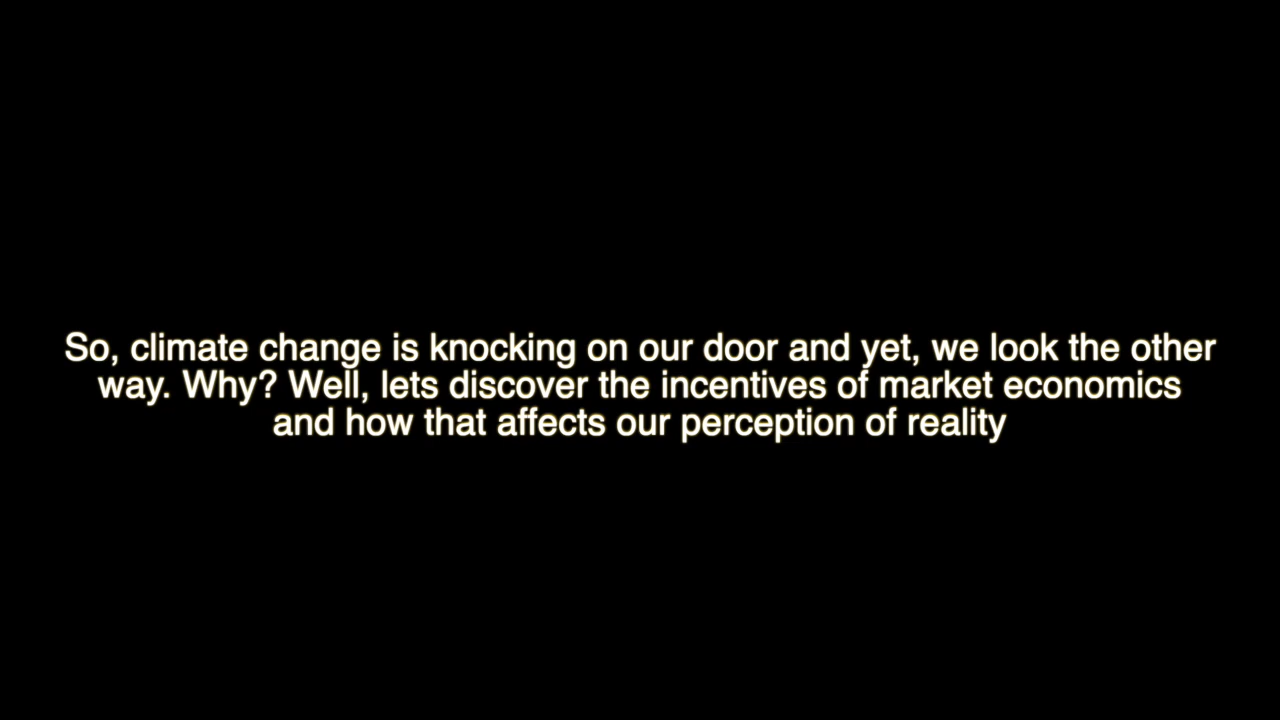 So, climate change is knocking on our door and yet, we look the other
way. Why? Well, lets discover the incentives of market economics
and how that affects our perception of reality